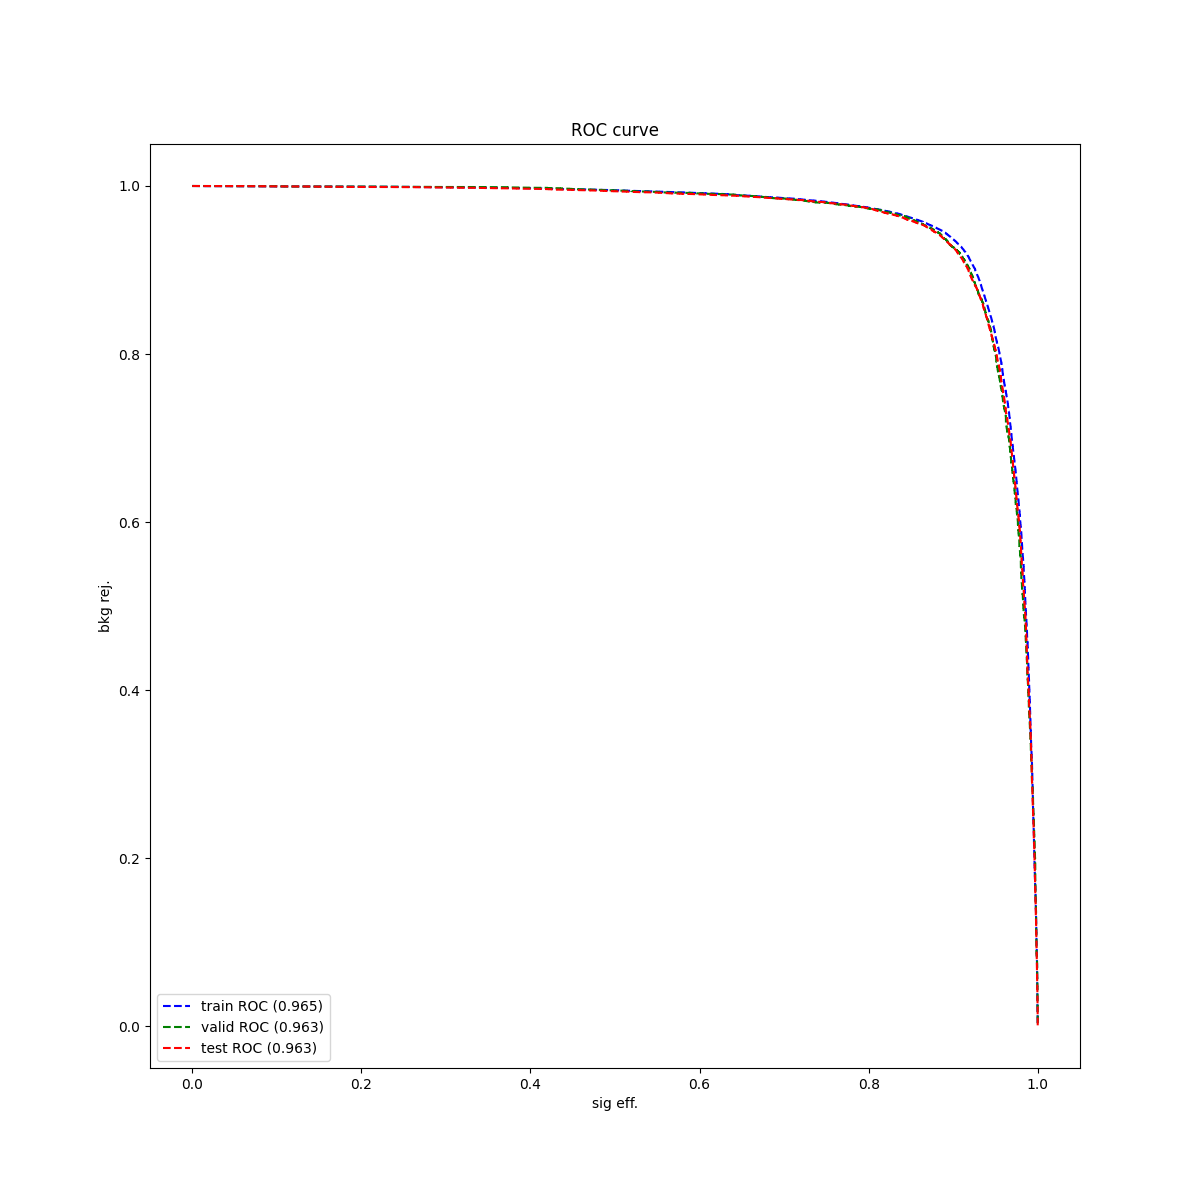 ROC curve
1.0
0.8
0.6
0.4
0.2
0.0
bkg rej.
train ROC (0.965)
valid ROC (0.963)
test ROC (0.963)
0.0 0.2 0.4 0.6 0.8 1.0
sig eff.